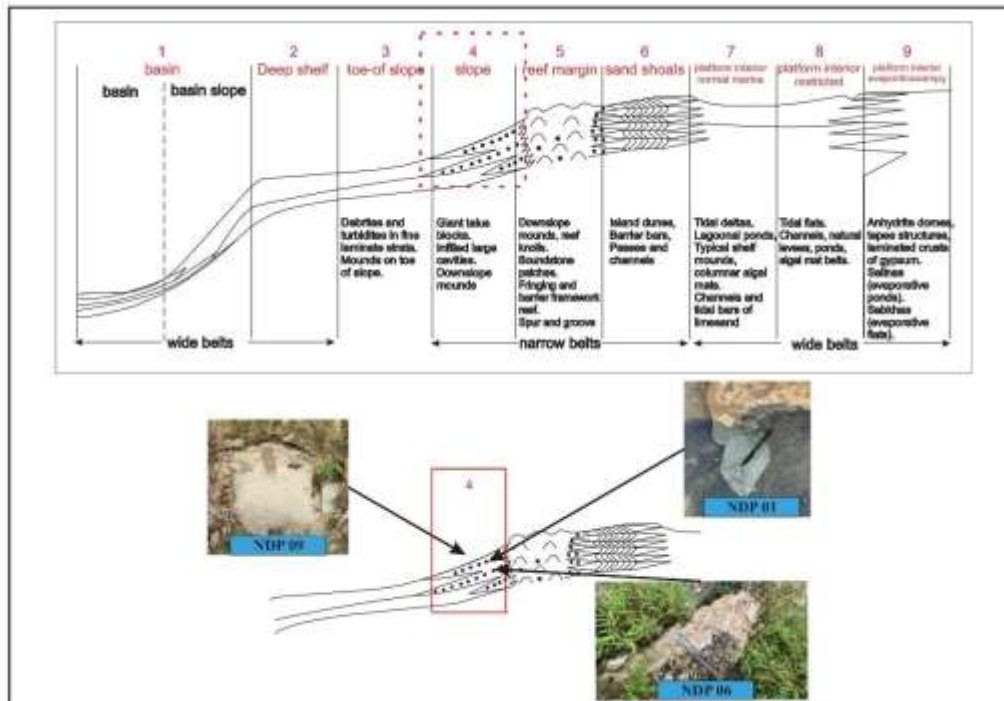 1
2
3
4
5
6
7
8
9
basin
Deep shelf
toe-of slope
slope
reef margin
sand shoals
platform interior
normal marine
platform interior
restricted
platform interior
basin
basin slope
Debrites and
turbidites in fine
laminate strata.
Mounds on toe
of slope.
Giant talus
blocks.
Infilled large
cavities.
Downslope
mounds
Downslope
mounds, reef
knolls.
Boundstone
patches.
Fringing and
barrier framework
reef.
Spur and groove
Island dunes,
Barrier bars,
Passes and
channels
Tidal deltas,
Lagoonal ponds,
Typical shelf
mounds,
columnar algal
mats.
Channels and
tidal bars of
limesand
Tidal flats.
Channels, natural
levees, ponds,
algal mat belts.
Anhydrite domes,
tepee structures,
laminated crusts
of gypsum.
Salinas
(evaporative
ponds).
Sabkhas
(evaporative
flats).
wide belts
narrow belts
wide belts
4
NDP 09
NDP 01
NDP 06